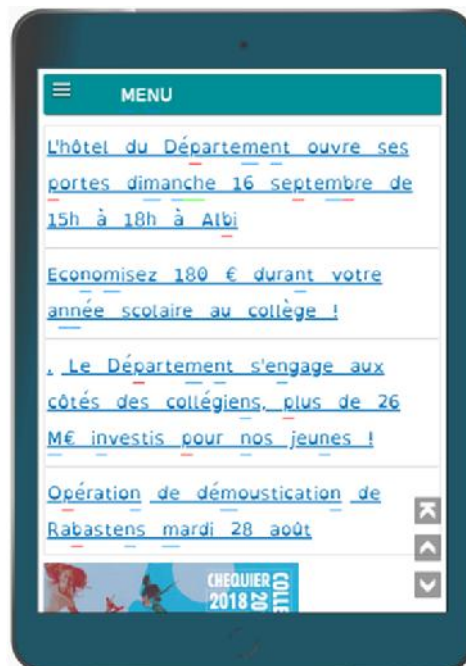 MENU
L'hôtel du Département ouvre ses
portes dimanche 16 septembre de
15h à 18h à Albi
Economisez 180 € durant votre
année scolaire au collège !
. Le Département s'engage aux
côtés des collégiens, plus de 26
M€ investis pour nos jeunes !
Opération de démoustication de
Rabastens mardi 28 août
CHEQUIER
2018
COLLE
20